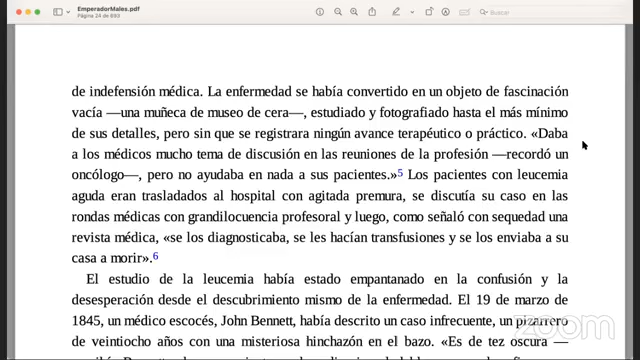 EmperadorMales.pdf
Página 24 de 693
Buscar
de indefensión médica. La enfermedad se había convertido en un objeto de fascinación
vacía —una muñeca de museo de cera—, estudiado y fotografiado hasta el más mínimo
de sus detalles, pero sin que se registrara ningún avance terapéutico o práctico. «Daba
a los médicos mucho tema de discusión en las reuniones de la profesión —recordó un
oncólogo—, pero no ayudaba en nada a sus pacientes.»5 Los pacientes con leucemia
aguda eran trasladados al hospital con agitada premura, se discutía su caso en las
rondas médicas con grandilocuencia profesoral y luego, como señaló con sequedad una
revista médica, «se los diagnosticaba, se les hacían transfusiones y se los enviaba a su
casa a morir».6
El estudio de la leucemia había estado empantanado en la confusión y la
desesperación desde el descubrimiento mismo de la enfermedad. El 19 de marzo de
1845, un médico escocés, John Bennett, había descrito un caso infrecuente, un pizarrero
de veintiocho años con una misteriosa hinchazón en el bazo. «Es de tez oscura —
zoom